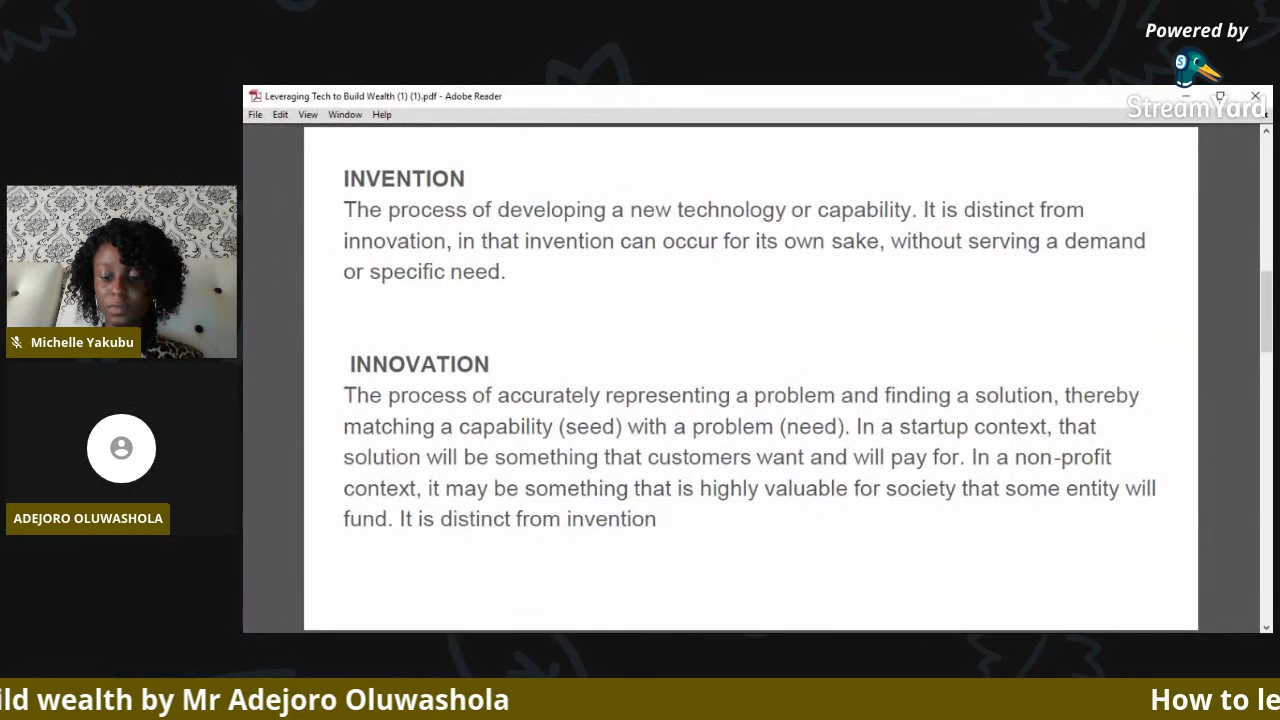 Powered by
StreamYard
Leveraging Tech to Build Wealth (1) (1).pdf - Adobe Reader
File Edit View Window Help
INVENTION
The process of developing a new technology or capability. It is distinct from
innovation, in that invention can occur for its own sake, without serving a demand
or specific need.
INNOVATION
The process of accurately representing a problem and finding a solution, thereby
matching a capability (seed) with a problem (need). In a startup context, that
solution will be something that customers want and will pay for. In a non-profit
context, it may be something that is highly valuable for society that some entity will
fund. It is distinct from invention
Michelle Yakubu
ADEJORO OLUWASHOLA
ild wealth by Mr Adejoro Oluwashola How to le